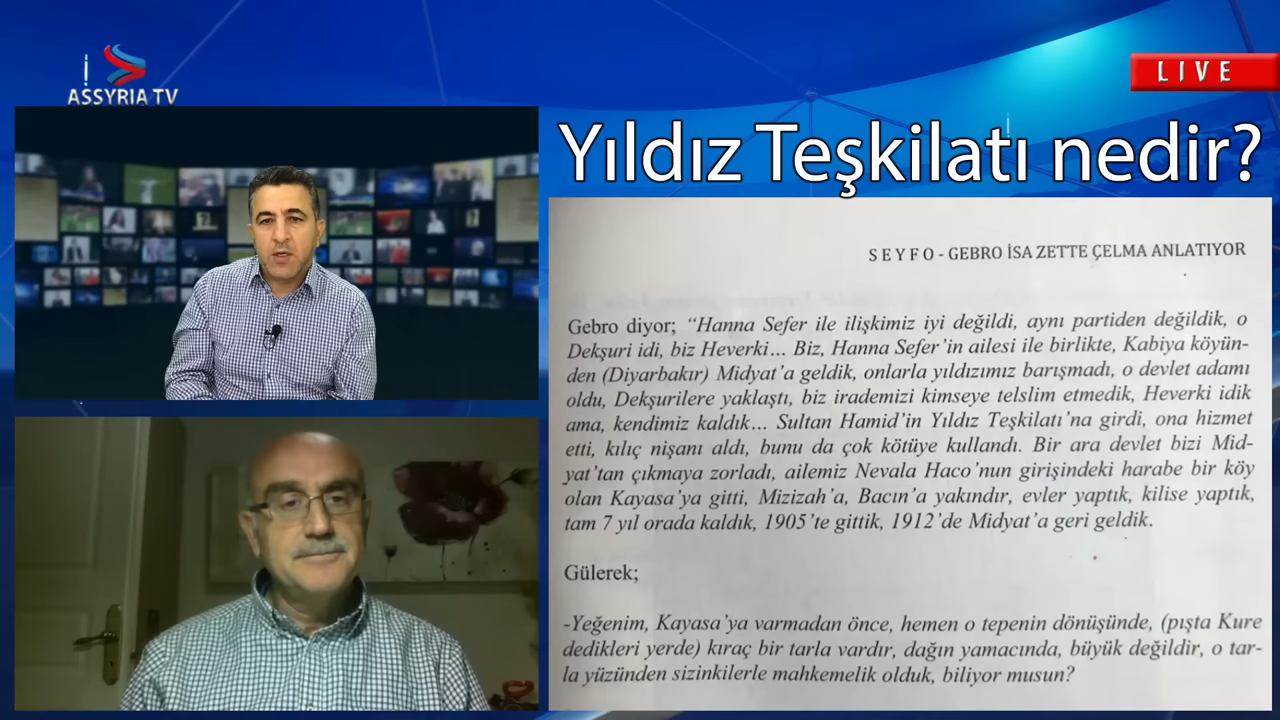 ASSYRIA TV
LIVE
Yıldız Teşkilatı nedir?
SEYFO - GEBRO İSA ZETTE ÇELMA ANLATIYOR
Gebro diyor; “Hanna Sefer ile ilişkimiz iyi değildi, aynı partiden değildik, o
Dekşuri idi, biz Heverki... Biz, Hanna Sefer’in ailesi ile birlikte, Kabiya köyün-
den (Diyarbakır) Midyat’a geldik, onlarla yıldızımız barışmadı, o devlet adamı
oldu, Dekşurilere yaklaştı, biz irademizi kimseye telslim etmedik, Heverki idik
ama, kendimiz kaldık... Sultan Hamid’in Yıldız Teşkilatı’na girdi, ona hizmet
etti, kılıç nişanı aldı, bunu da çok kötüye kullandı. Bir ara devlet bizi Mid-
yat’tan çıkmaya zorladı, ailemiz Nevala Haco’nun girişindeki harabe bir köy
olan Kayasa’ya gitti, Mizizah’a, Bacın’a yakındır, evler yaptık, kilise yaptık,
tam 7 yıl orada kaldık, 1905’te gittik, 1912’de Midyat’a geri geldik.
Gülerek;
-Yeğenim, Kayasa’ya varmadan önce, hemen o tepenin dönüşünde, (pışta Kure
dedikleri yerde) kıraç bir tarla vardır, dağın yamacında, büyük değildir, o tar-
la yüzünden sizinkilerle mahkemelik olduk, biliyor musun?